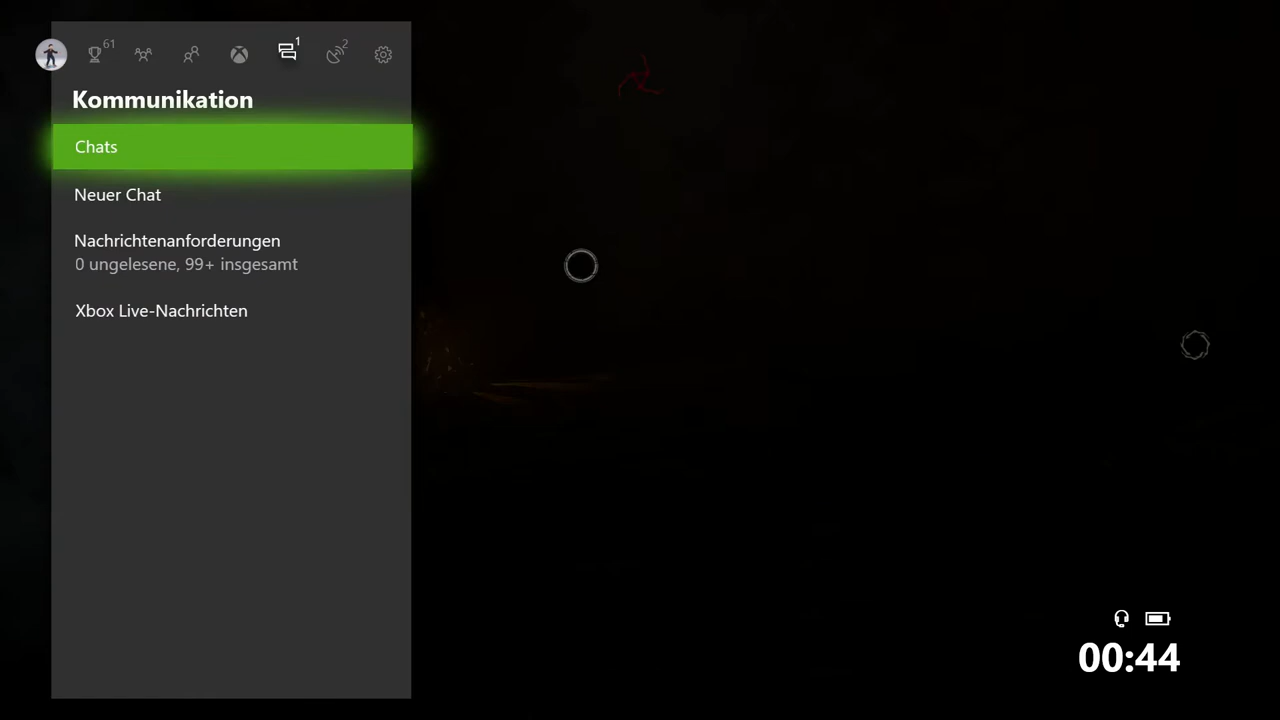 61
1
2
Kommunikation
Chats
Neuer Chat
Nachrichtenanforderungen
0 ungelesene, 99+ insgesamt
Xbox Live-Nachrichten
00:44